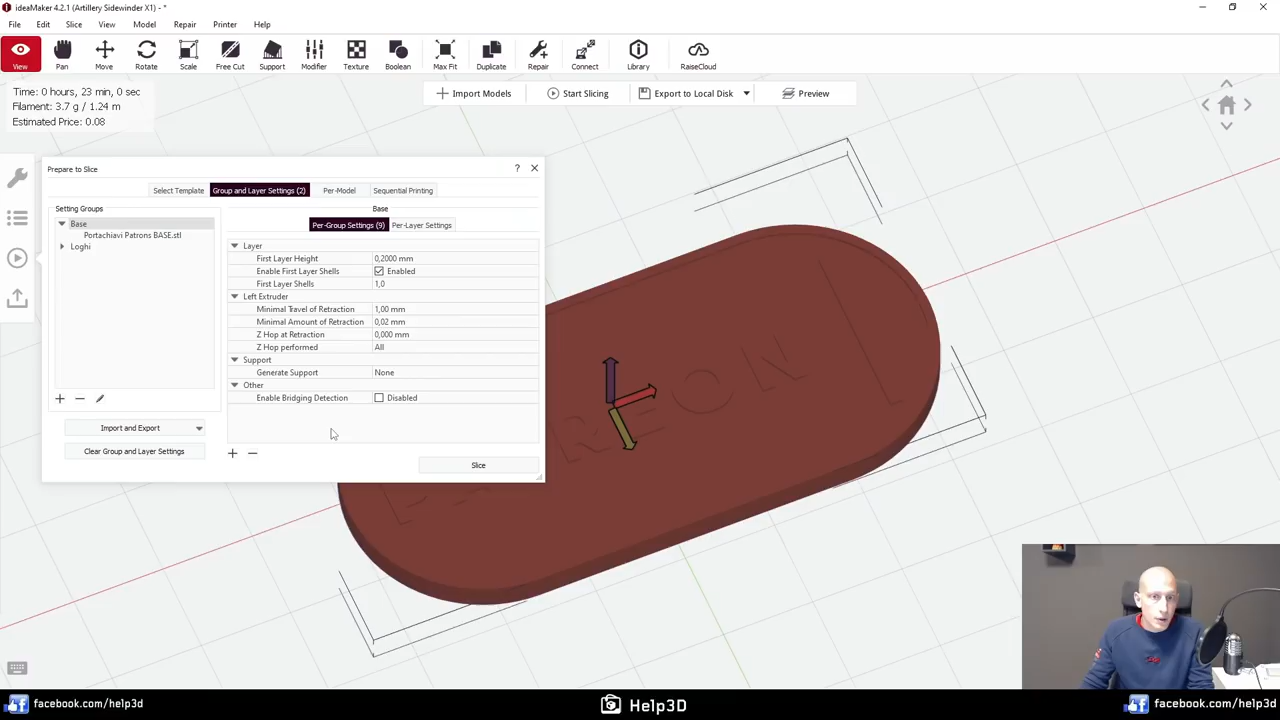 ideaMaker 4.2.1 (Artillery Sidewinder X1) - *
File Edit Slice View Model Repair Printer Help
View Pan Move Rotate Scale Free Cut Support Modifier Texture Boolean Max Fit Duplicate Repair Connect Library RaiseCloud
Time: 0 hours, 23 min, 0 sec
Filament: 3.7 g / 1.24 m
Estimated Price: 0.08
Import Models Start Slicing Export to Local Disk Preview
Prepare to Slice ?
Select Template Group and Layer Settings (2) Per-Model Sequential Printing
Setting Groups
Base
Portachiavi Patrons BASE.stl
Loghi
Import and Export
Clear Group and Layer Settings
Base
Per-Group Settings (9) Per-Layer Settings
Layer
First Layer Height 0,2000 mm
Enable First Layer Shells Enabled
First Layer Shells 1,0
Left Extruder
Minimal Travel of Retraction 1,00 mm
Minimal Amount of Retraction 0,02 mm
Z Hop at Retraction 0,000 mm
Z Hop performed All
Support
Generate Support None
Other
Enable Bridging Detection Disabled
Slice
facebook.com/help3d
Help3D
facebook.com/help3d